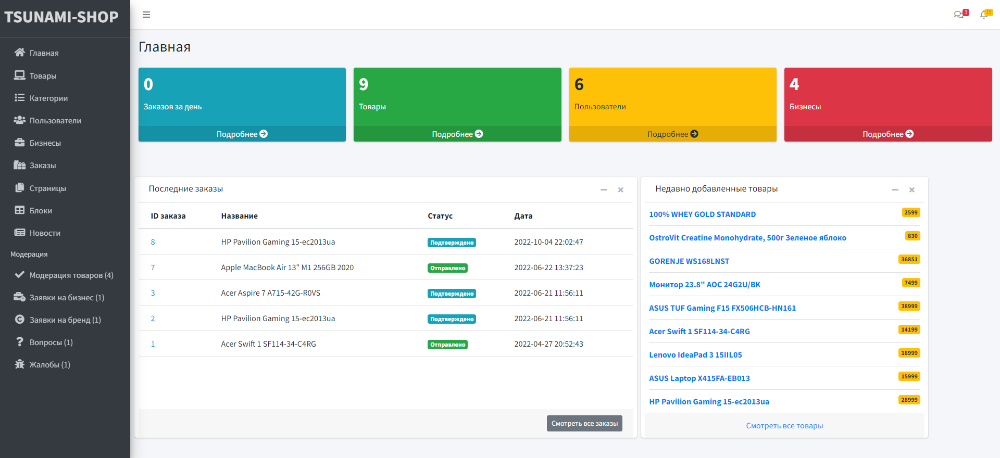 TSUNAMI-SHOP
3
15
Главная
Товары
Категории
Пользователи
Бизнесы
Заказы
Страницы
Блоки
Новости
Модерация
Модерация товаров (4)
Заявки на бизнес (1)
Заявки на бренд (1)
Вопросы (1)
Жалобы (1)
Главная
0
Заказов за день
Подробнее
9
Товары
Подробнее
6
Пользователи
Подробнее
4
Бизнесы
Подробнее
Последние заказы
ID заказа Название Статус Дата
8 HP Pavilion Gaming 15-ec2013ua Подтверждено 2022-10-04 22:02:47
7 Apple MacBook Air 13" M1 256GB 2020 Отправлено 2022-06-22 13:37:23
3 Acer Aspire 7 A715-42G-R0VS Подтверждено 2022-06-21 11:56:11
2 HP Pavilion Gaming 15-ec2013ua Подтверждено 2022-06-21 11:56:11
1 Acer Swift 1 SF114-34-C4RG Отправлено 2022-04-27 20:52:43
Смотреть все заказы
Недавно добавленные товары
100% WHEY GOLD STANDARD 2599
OstroVit Creatine Monohydrate, 500г Зеленое яблоко 830
GORENJE WS168LNST 36851
Монитор 23.8" AOC 24G2U/BK 7499
ASUS TUF Gaming F15 FX506HCB-HN161 38999
Acer Swift 1 SF114-34-C4RG 14199
Lenovo IdeaPad 3 15IIL05 18999
ASUS Laptop X415FA-EB013 15999
HP Pavilion Gaming 15-ec2013ua 28999
Смотреть все товары